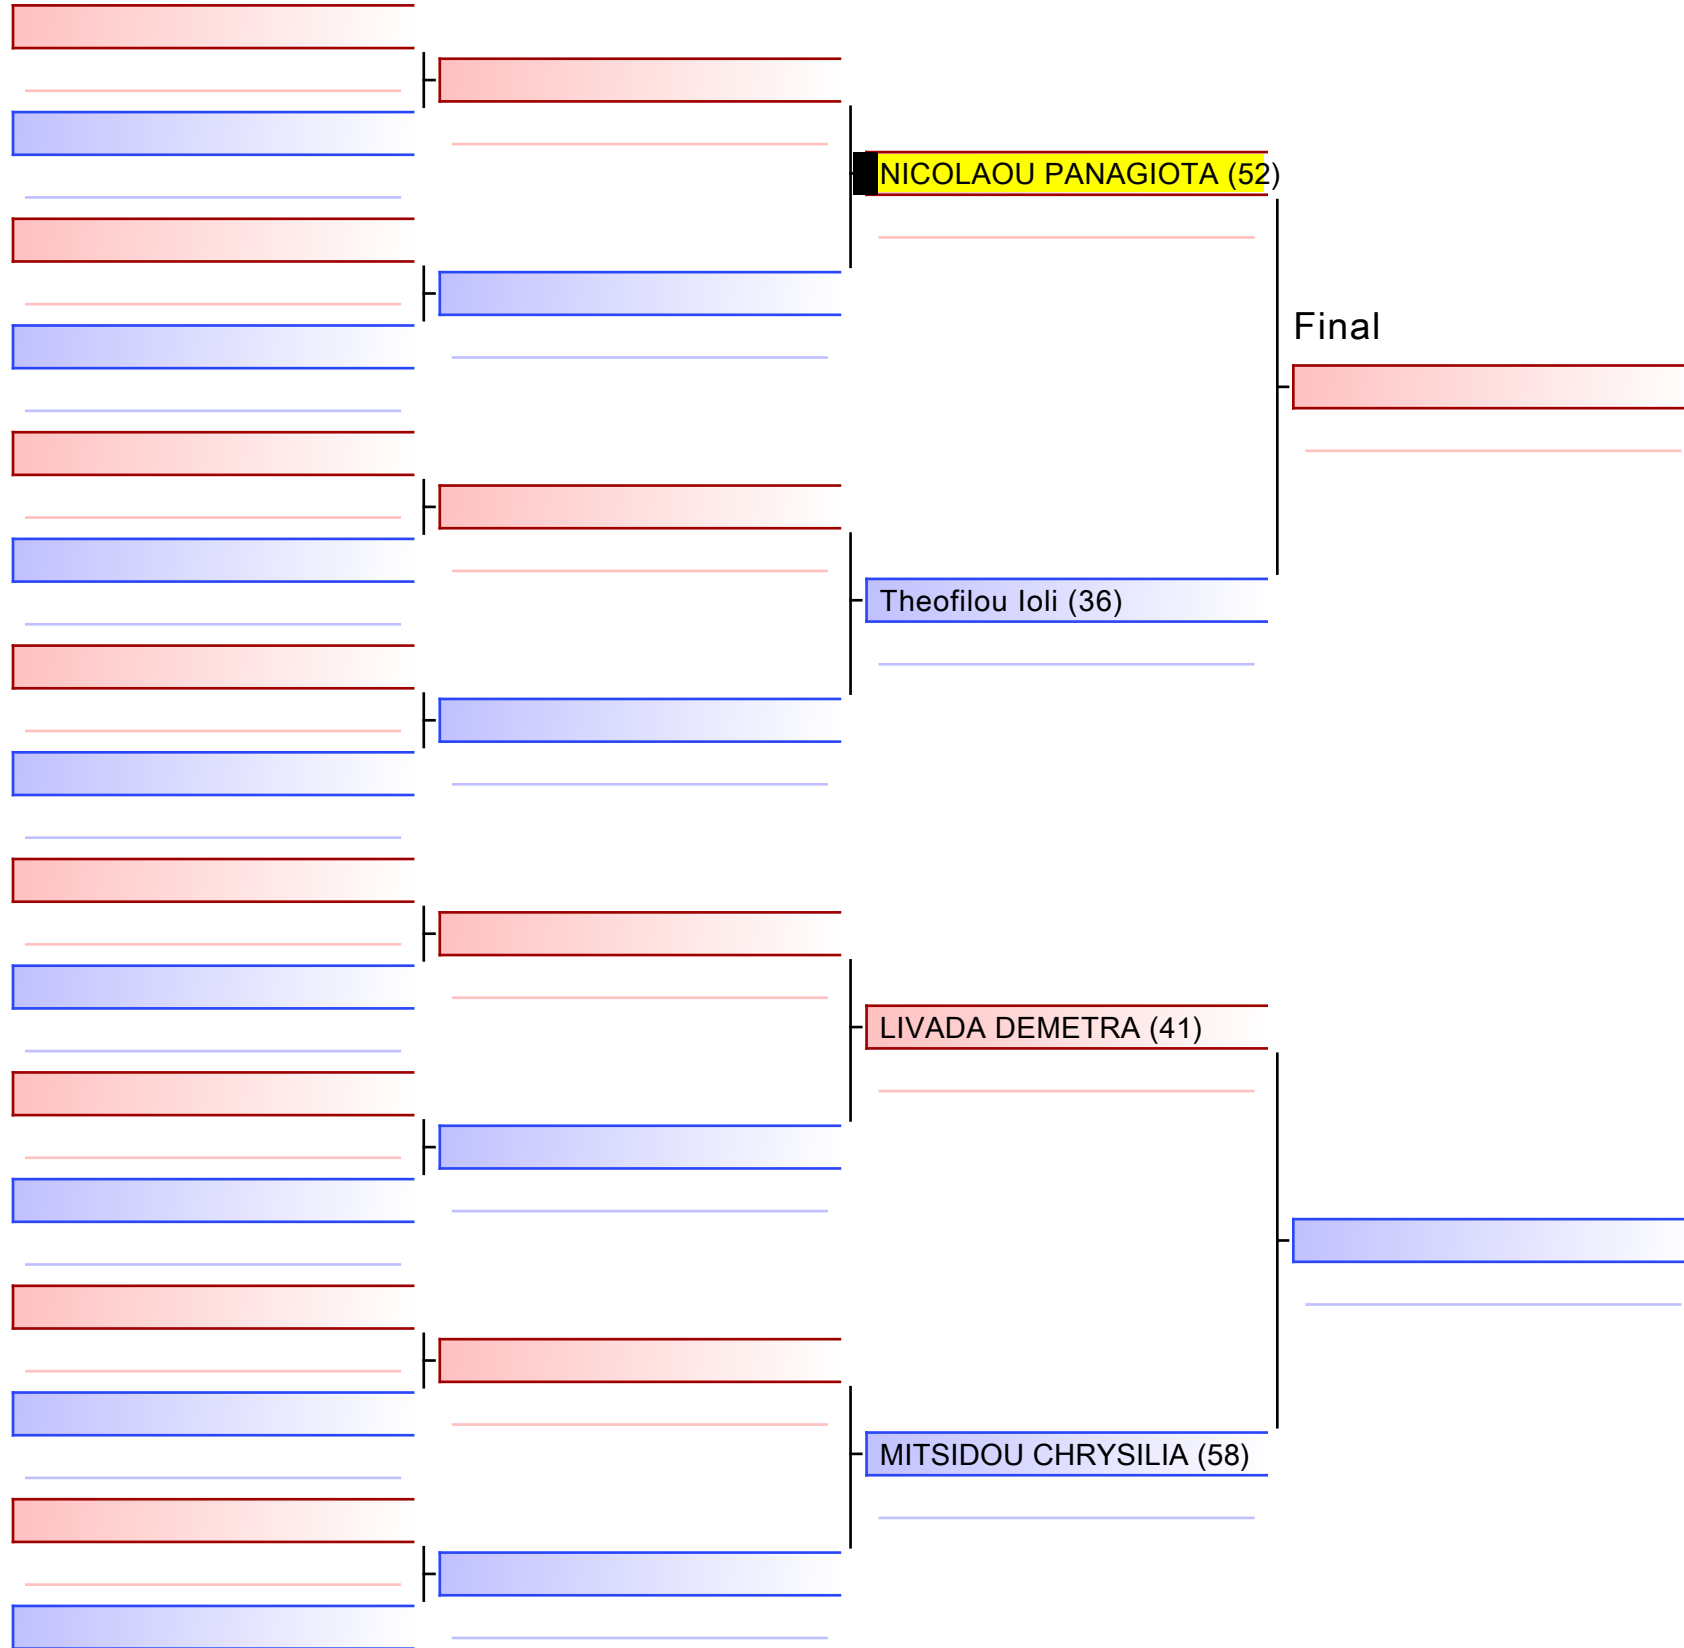 NICOLAOU PANAGIOTA (52)
Final
Theofilou Ioli (36)
LIVADA DEMETRA (41)
MITSIDOU CHRYSILIA (58)